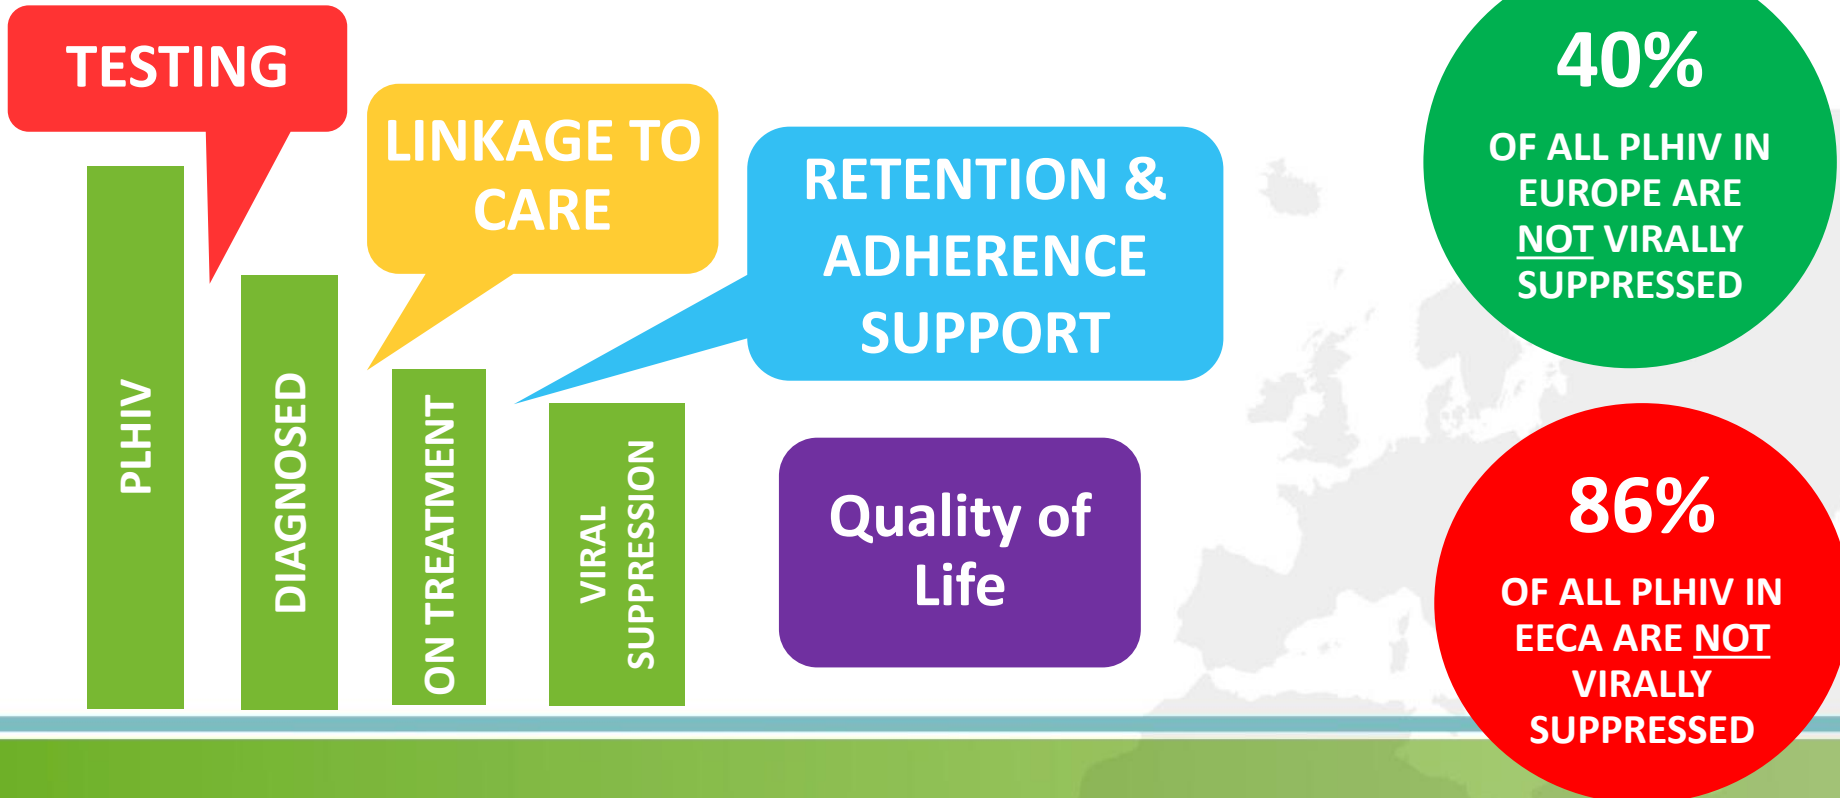 TESTING
LINKAGE TO
CARE
RETENTION &
ADHERENCE
SUPPORT
PLHIV
DIAGNOSED
ON TREATMENT
VIRAL
SUPPRESSION
Quality of
Life
40%
OF ALL PLHIV IN
EUROPE ARE
NOT VIRALLY
SUPPRESSED
86%
OF ALL PLHIV IN
EECA ARE NOT
VIRALLY
SUPPRESSED